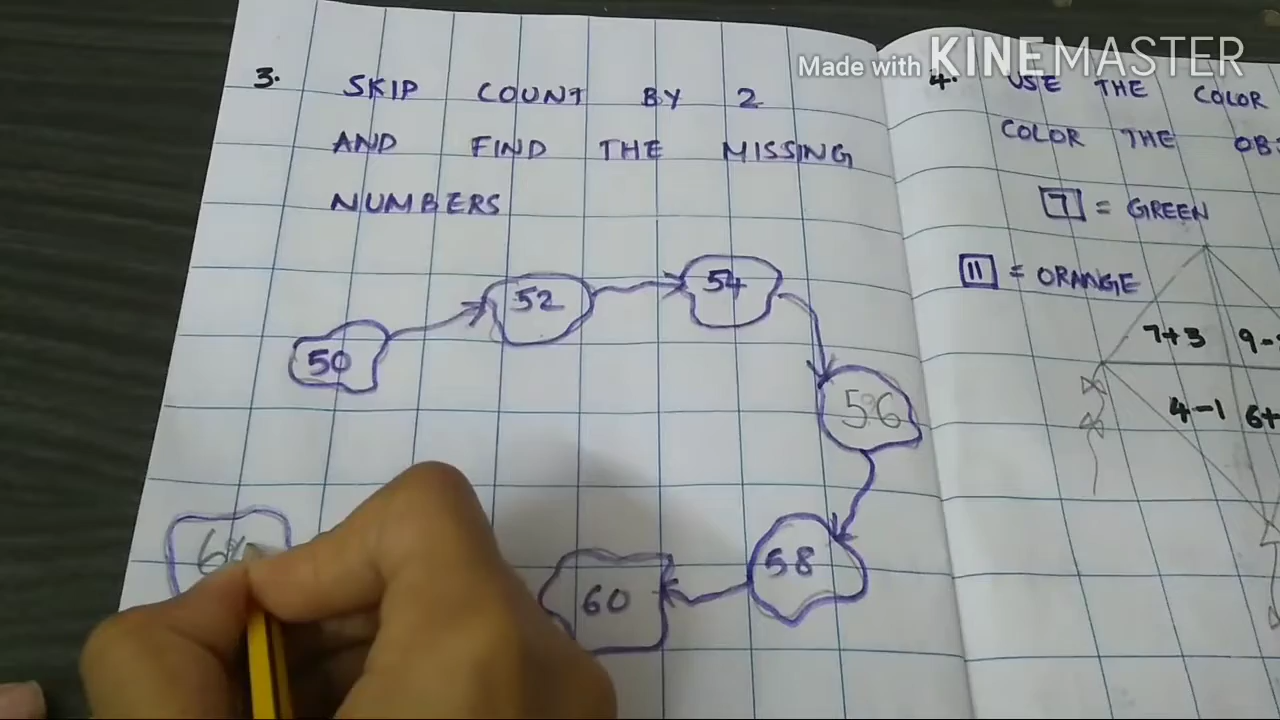 Made with KINEMASTER
3. SKIP COUNT BY 2
AND FIND THE MISSING
NUMBERS
50
52
54
56
58
60
4. USE THE COLOR
COLOR THE
7 = GREEN
11 = ORANGE
7+3
4-1